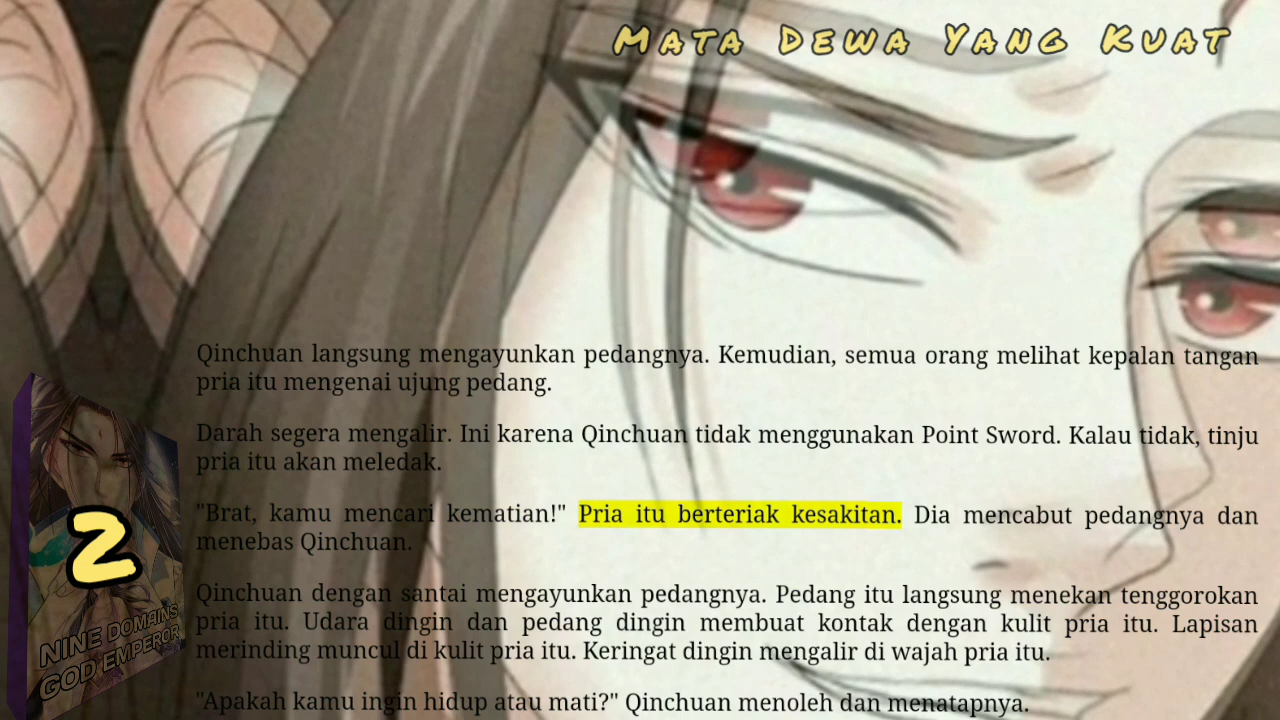 Mata Dewa Yang Kuat
Qinchuan langsung mengayunkan pedangnya. Kemudian, semua orang melihat kepalan tangan
pria itu mengenai ujung pedang.
Darah segera mengalir. Ini karena Qinchuan tidak menggunakan Point Sword. Kalau tidak, tinju
pria itu akan meledak.
"Brat, kamu mencari kematian!" Pria itu berteriak kesakitan. Dia mencabut pedangnya dan
menebas Qinchuan.
Qinchuan dengan santai mengayunkan pedangnya. Pedang itu langsung menekan tenggorokan
pria itu. Udara dingin dan pedang dingin membuat kontak dengan kulit pria itu. Lapisan
merinding muncul di kulit pria itu. Keringat dingin mengalir di wajah pria itu.
"Apakah kamu ingin hidup atau mati?" Qinchuan menoleh dan menatapnya.
2
NINE DOMAINS
GOD EMPEROR